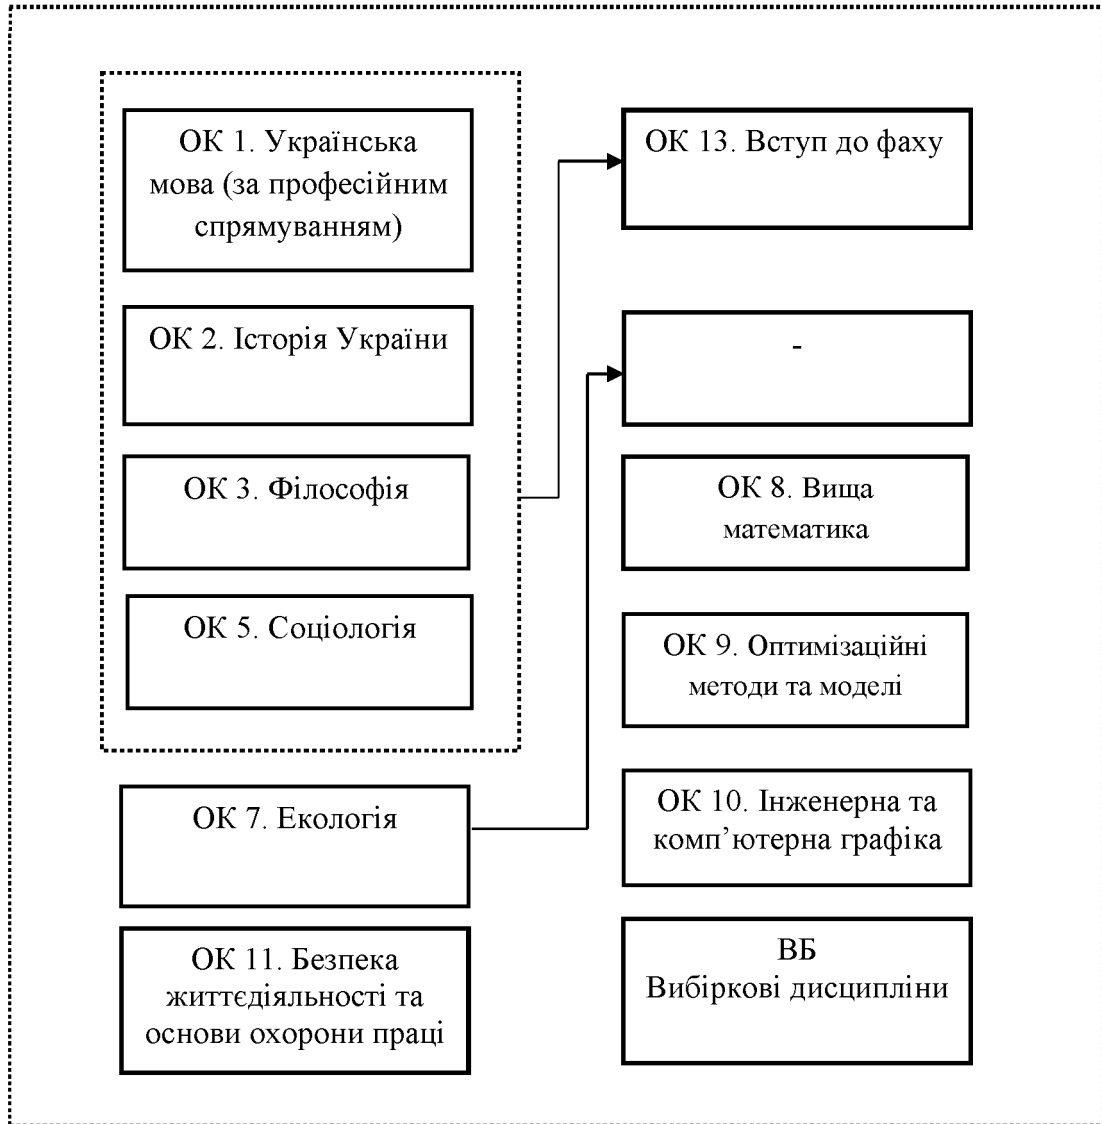 ОК 1. Українська
мова (за професійним
спрямуванням)
ОК 2. Історія України
ОК 3. Філософія
ОК 5. Соціологія
ОК 7. Екологія
ОК 11. Безпека
життєдіяльності та
основи охорони праці
ОК 13. Вступ до фаху
-
ОК 8. Вища
математика
ОК 9. Оптимізаційні
методи та моделі
ОК 10. Інженерна та
комп’ютерна графіка
ВБ
Вибіркові дисципліни